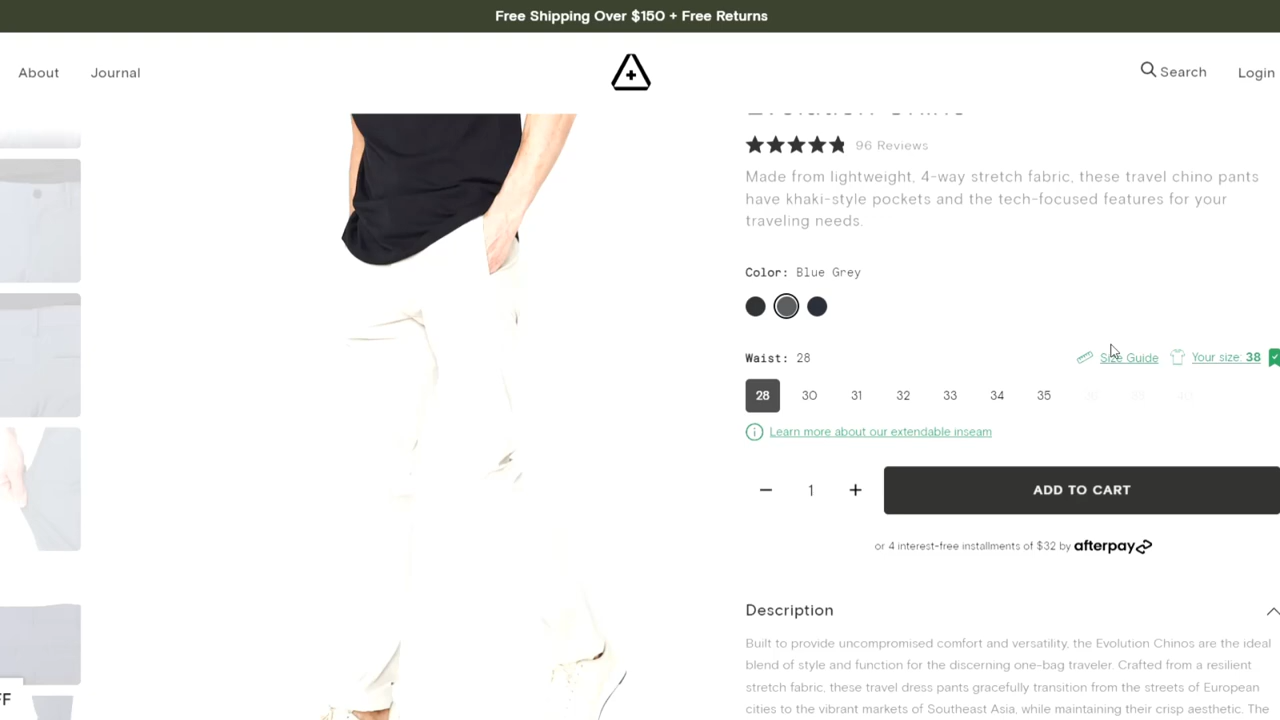 Free Shipping Over $150 + Free Returns
About Journal Search Login
96 Reviews
Made from lightweight, 4-way stretch fabric, these travel chino pants
have khaki-style pockets and the tech-focused features for your
traveling needs.
Color: Blue Grey
Waist: 28 Size Guide Your size: 38
28 30 31 32 33 34 35 36 38 40
Learn more about our extendable inseam
1 ADD TO CART
or 4 interest-free installments of $32 by afterpay
Description
Built to provide uncompromised comfort and versatility, the Evolution Chinos are the ideal
blend of style and function for the discerning one-bag traveler. Crafted from a resilient
stretch fabric, these travel dress pants gracefully transition from the streets of European
cities to the vibrant markets of Southeast Asia, while maintaining their crisp aesthetic. The